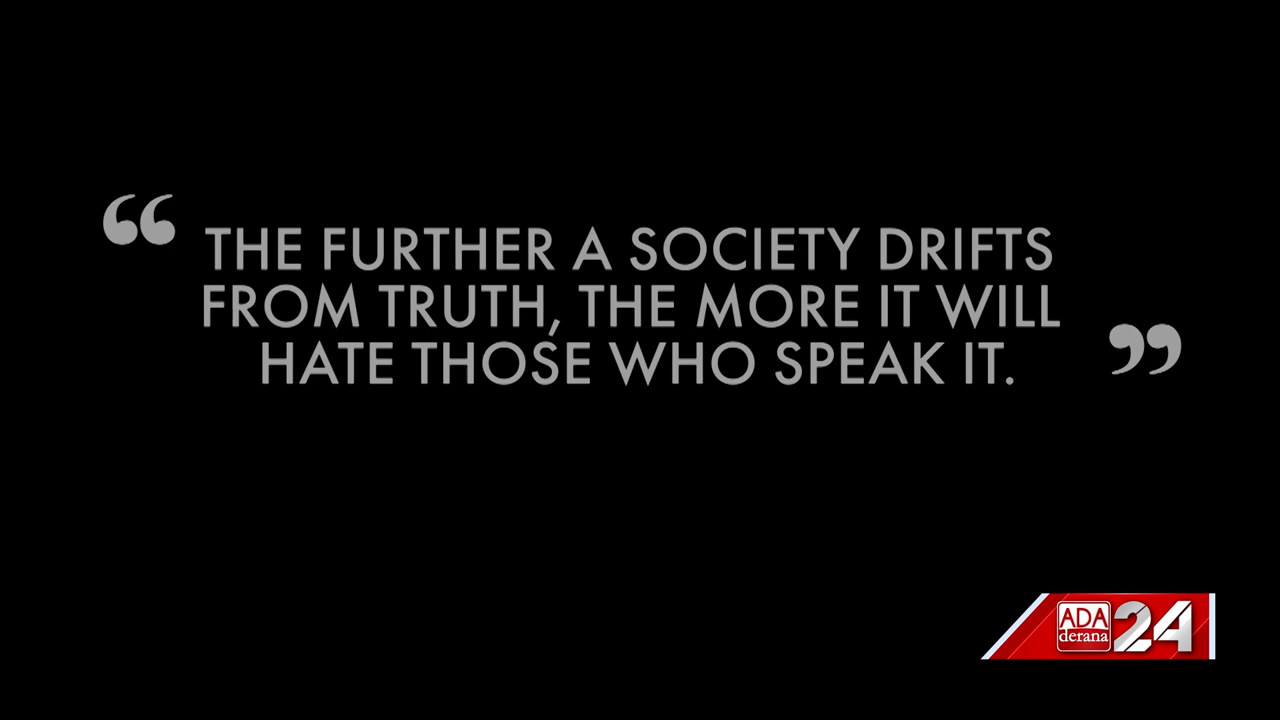 “ THE FURTHER A SOCIETY DRIFTS
FROM TRUTH, THE MORE IT WILL
HATE THOSE WHO SPEAK IT. ”
ADA
derana
24